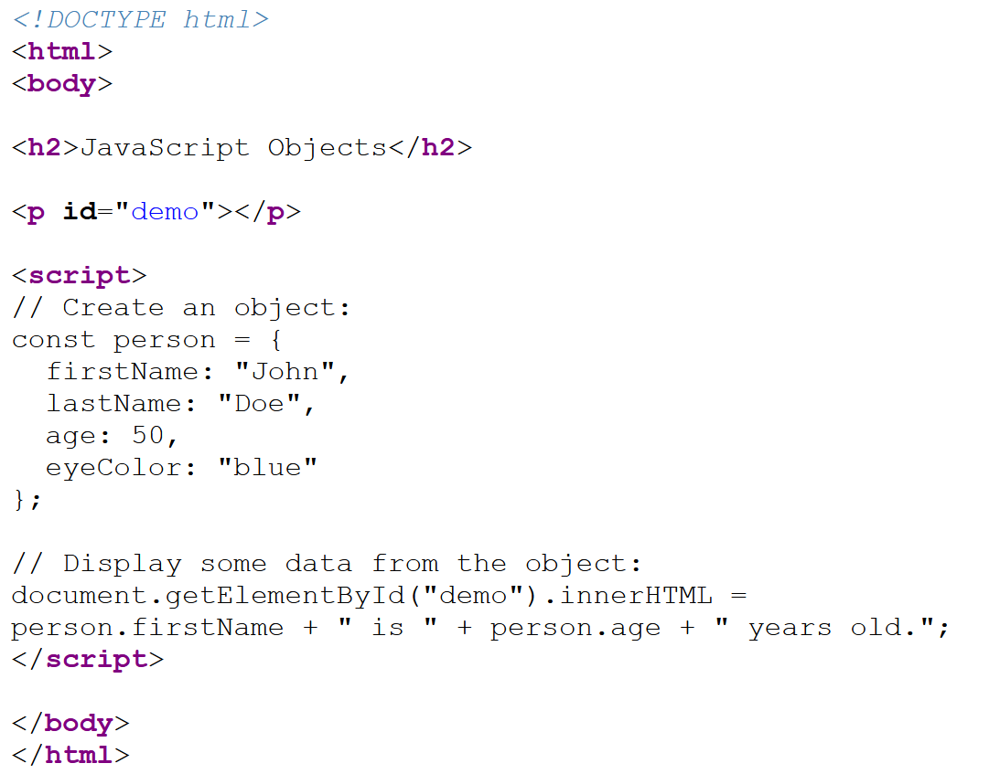 <!DOCTYPE html>
<html>
<body>
<h2>JavaScript Objects</h2>
<p id="demo"></p>
<script>
// Create an object:
const person = {
  firstName: "John",
  lastName: "Doe",
  age: 50,
  eyeColor: "blue"
};
// Display some data from the object:
document.getElementById("demo").innerHTML =
person.firstName + " is " + person.age + " years old.";
</script>
</body>
</html>